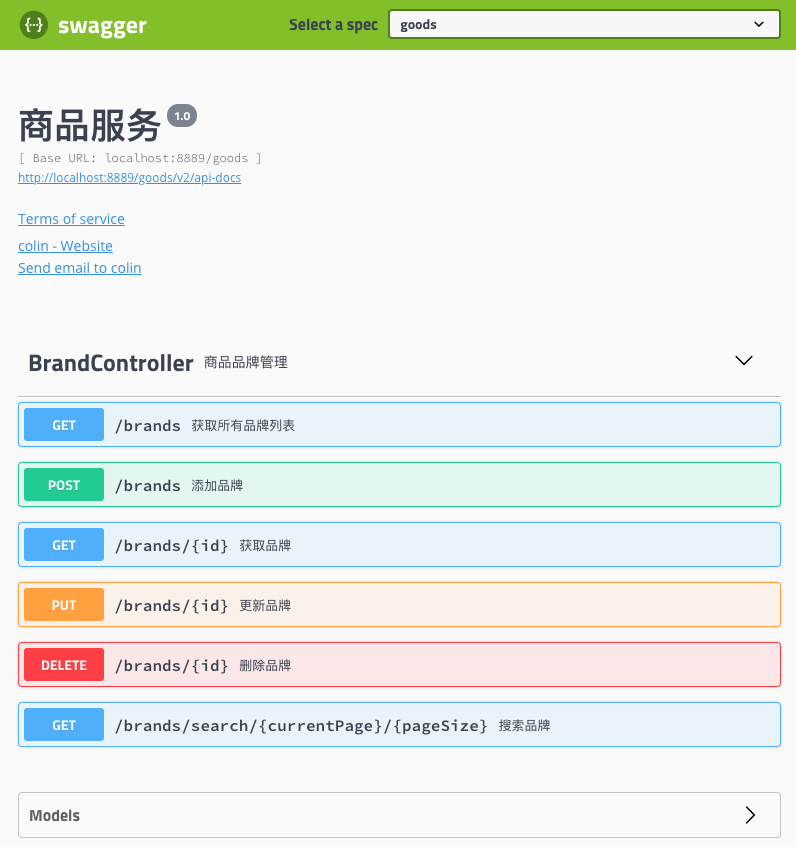 {···} swagger Select a spec goods
商品服务 1.0
[ Base URL: localhost:8889/goods ]
http://localhost:8889/goods/v2/api-docs
Terms of service
colin - Website
Send email to colin
BrandController 商品品牌管理
GET /brands 获取所有品牌列表
POST /brands 添加品牌
GET /brands/{id} 获取品牌
PUT /brands/{id} 更新品牌
DELETE /brands/{id} 删除品牌
GET /brands/search/{currentPage}/{pageSize} 搜索品牌
Models